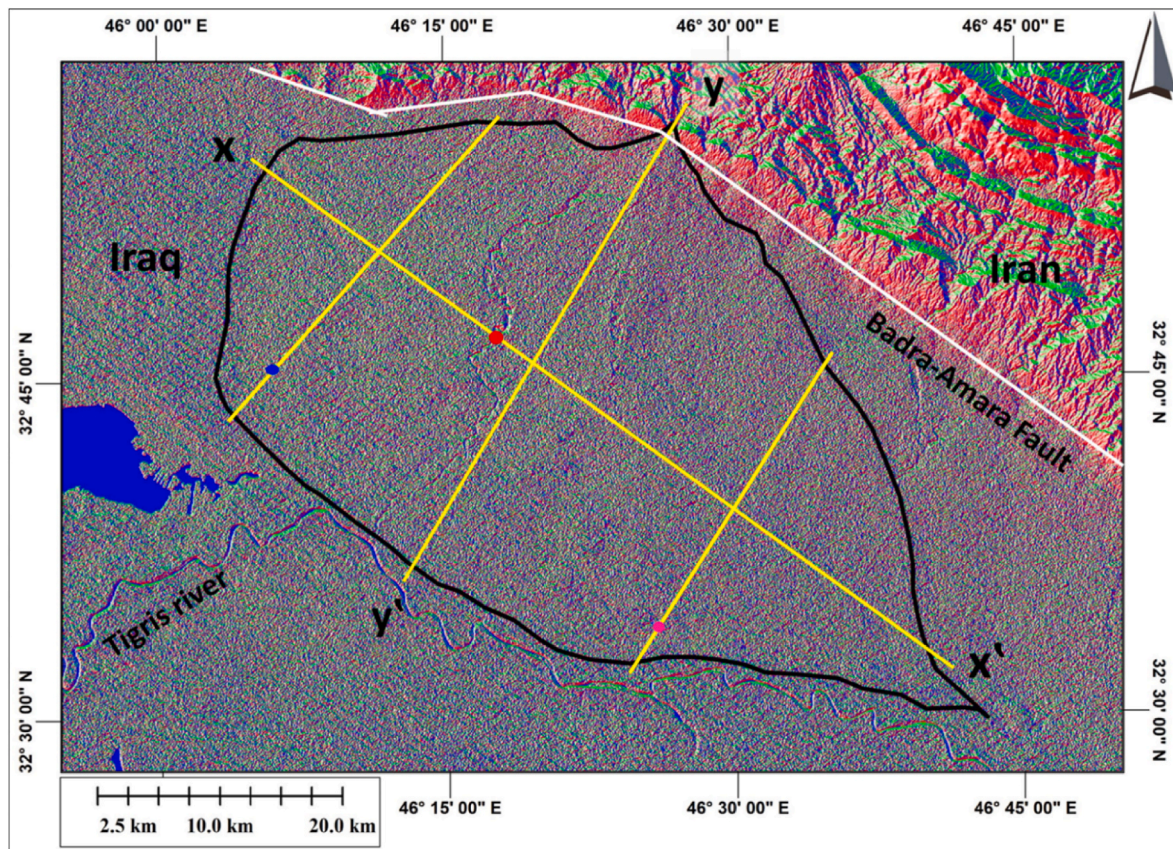 46° 00' 00" E
46° 15' 00" E
46° 30' 00" E
46° 45' 00" E
y
x
Iraq
Iran
32° 45' 00" N
32° 45' 00" N
Badra-Amara Fault
Tigris river
y'
x'
32° 30' 00" N
32° 30' 00" N
2.5 km
10.0 km
20.0 km
46° 15' 00" E
46° 30' 00" E
46° 45' 00" E